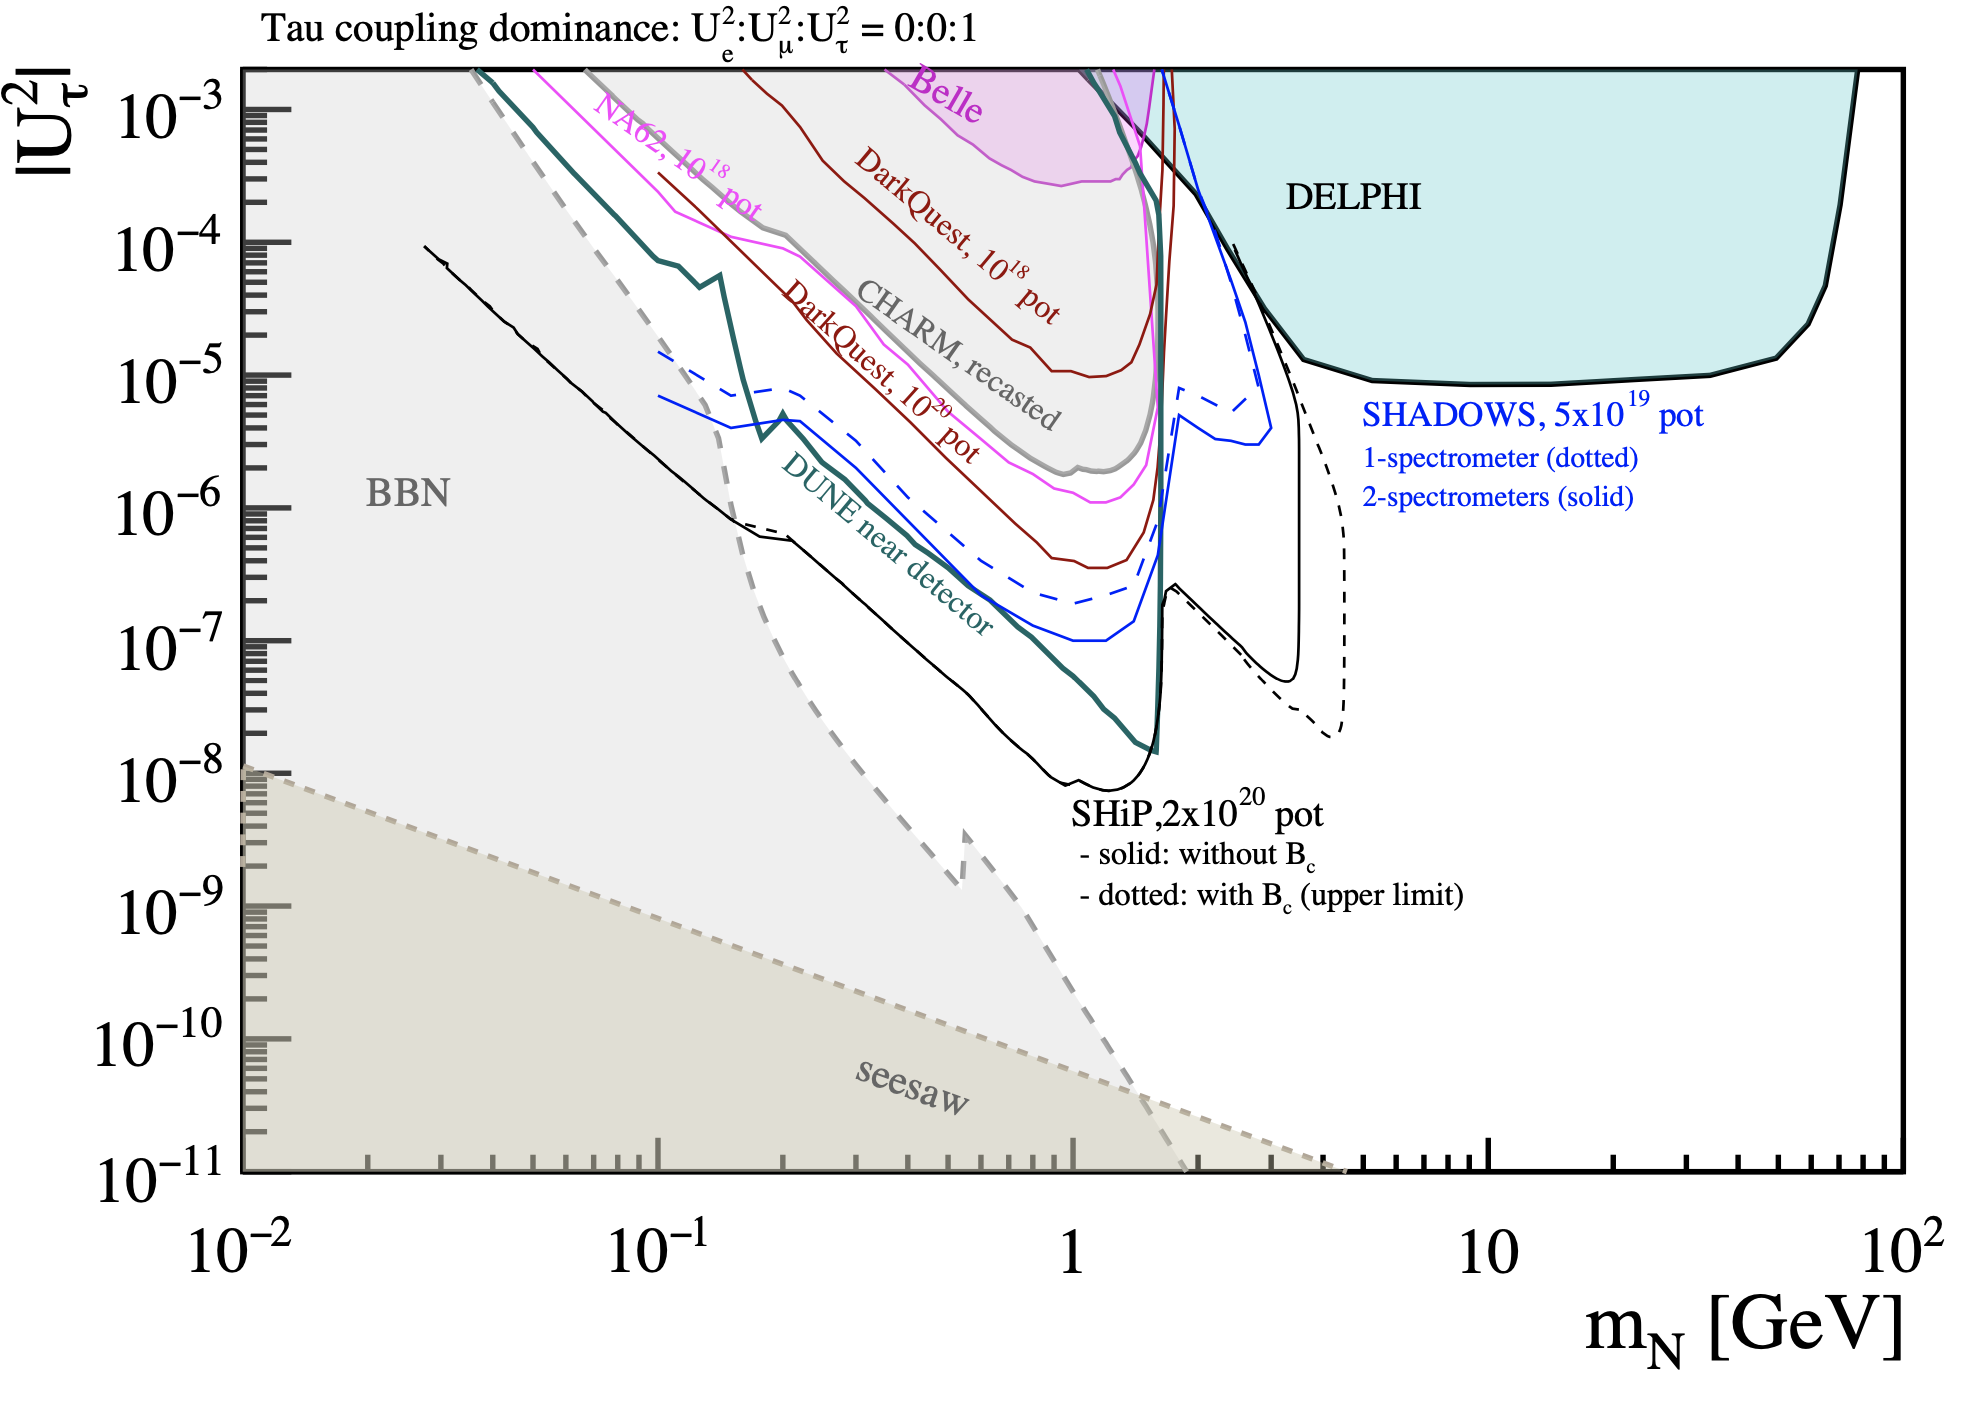 Tau coupling dominance: U²ₑ:U²μ:U²τ = 0:0:1
|U²τ|
10⁻³
10⁻⁴
10⁻⁵
10⁻⁶
10⁻⁷
10⁻⁸
10⁻⁹
10⁻¹⁰
10⁻¹¹
Belle
NA62, 10¹⁸ pot
DarkQuest, 10¹⁸ pot
DELPHI
CHARM, recasted
DarkQuest, 10²⁰ pot
SHADOWS, 5x10¹⁹ pot
1-spectrometer (dotted)
2-spectrometers (solid)
BBN
DUNE near detector
SHiP,2x10²⁰ pot
- solid: without B꜀
- dotted: with B꜀ (upper limit)
seesaw
10⁻² 10⁻¹ 1 10 10²
m_N [GeV]